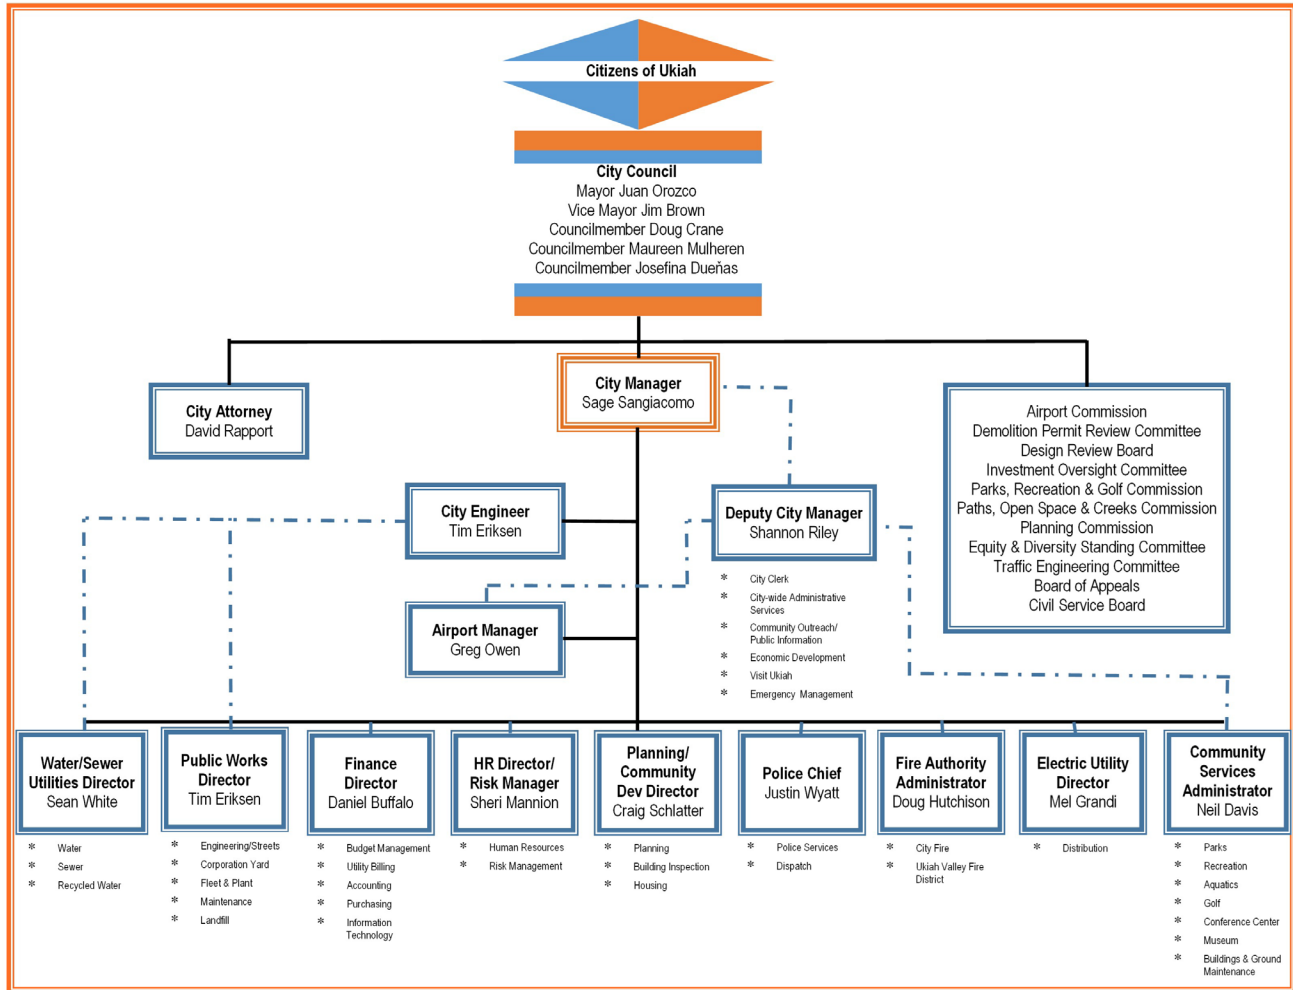 Citizens of Ukiah
City Council
Mayor Juan Orozco
Vice Mayor Jim Brown
Councilmember Doug Crane
Councilmember Maureen Mulheren
Councilmember Josefina Dueňas
City Manager
Sage Sangiacomo
City Attorney
David Rapport
Airport Commission
Demolition Permit Review Committee
Design Review Board
Investment Oversight Committee
Parks, Recreation & Golf Commission
Paths, Open Space & Creeks Commission
Planning Commission
Equity & Diversity Standing Committee
Traffic Engineering Committee
Board of Appeals
Civil Service Board
City Engineer
Tim Eriksen
Deputy City Manager
Shannon Riley
* City Clerk
* City-wide Administrative
Services
* Community Outreach/
Public Information
* Economic Development
* Visit Ukiah
* Emergency Management
Airport Manager
Greg Owen
Water/Sewer
Utilities Director
Sean White
* Water
* Sewer
* Recycled Water
Public Works
Director
Tim Eriksen
* Engineering/Streets
* Corporation Yard
* Fleet & Plant
* Maintenance
* Landfill
Finance
Director
Daniel Buffalo
* Budget Management
* Utility Billing
* Accounting
* Purchasing
* Information
Technology
HR Director/
Risk Manager
Sheri Mannion
* Human Resources
* Risk Management
Planning/
Community
Dev Director
Craig Schlatter
* Planning
* Building Inspection
* Housing
Police Chief
Justin Wyatt
* Police Services
* Dispatch
Fire Authority
Administrator
Doug Hutchison
* City Fire
* Ukiah Valley Fire
District
Electric Utility
Director
Mel Grandi
* Distribution
Community
Services
Administrator
Neil Davis
* Parks
* Recreation
* Aquatics
* Golf
* Conference Center
* Museum
* Buildings & Ground
Maintenance